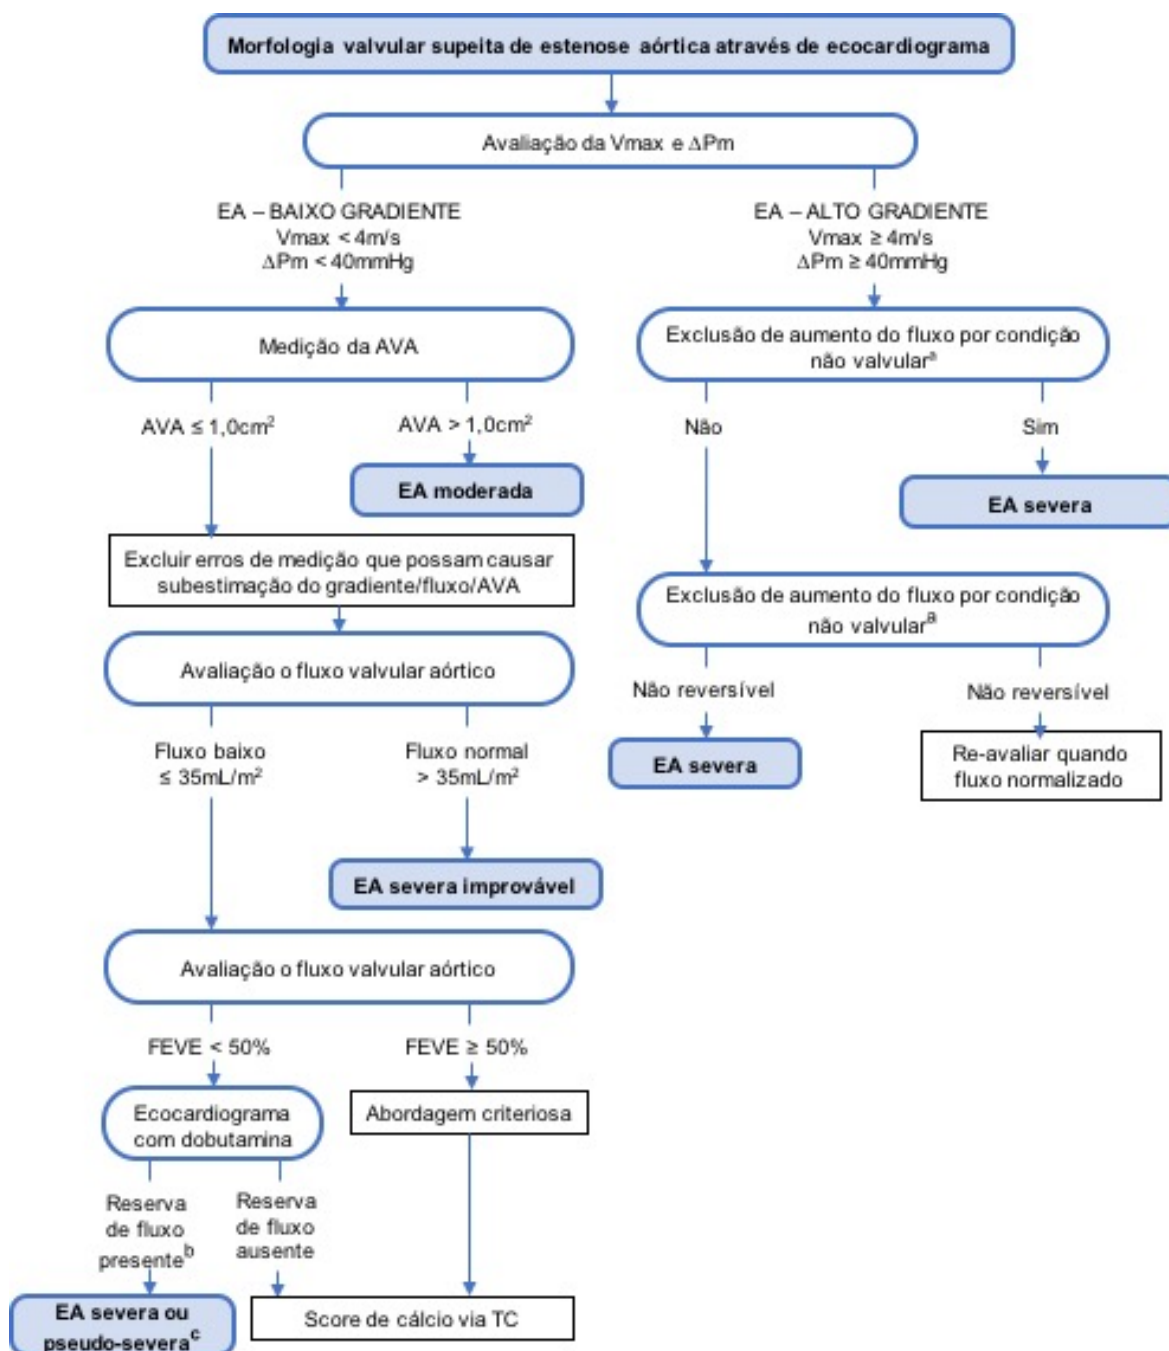 Morfologia valvular supeita de estenose aórtica através de ecocardiograma
Avaliação da Vmax e ΔPm
EA – BAIXO GRADIENTE
Vmax < 4m/s
ΔPm < 40mmHg
EA – ALTO GRADIENTE
Vmax ≥ 4m/s
ΔPm ≥ 40mmHg
Medição da AVA
Exclusão de aumento do fluxo por condição
não valvularᵃ
AVA ≤ 1,0cm²
AVA > 1,0cm²
Não
Sim
EA moderada
EA severa
Excluir erros de medição que possam causar
subestimação do gradiente/fluxo/AVA
Exclusão de aumento do fluxo por condição
não valvularᵃ
Avaliação o fluxo valvular aórtico
Não reversível
Não reversível
Fluxo baixo
≤ 35mL/m²
Fluxo normal
> 35mL/m²
EA severa
Re-avaliar quando
fluxo normalizado
EA severa improvável
Avaliação o fluxo valvular aórtico
FEVE < 50%
FEVE ≥ 50%
Ecocardiograma
com dobutamina
Abordagem criteriosa
Reserva
de fluxo
presenteᵇ
Reserva
de fluxo
ausente
EA severa ou
pseudo-severaᶜ
Score de cálcio via TC